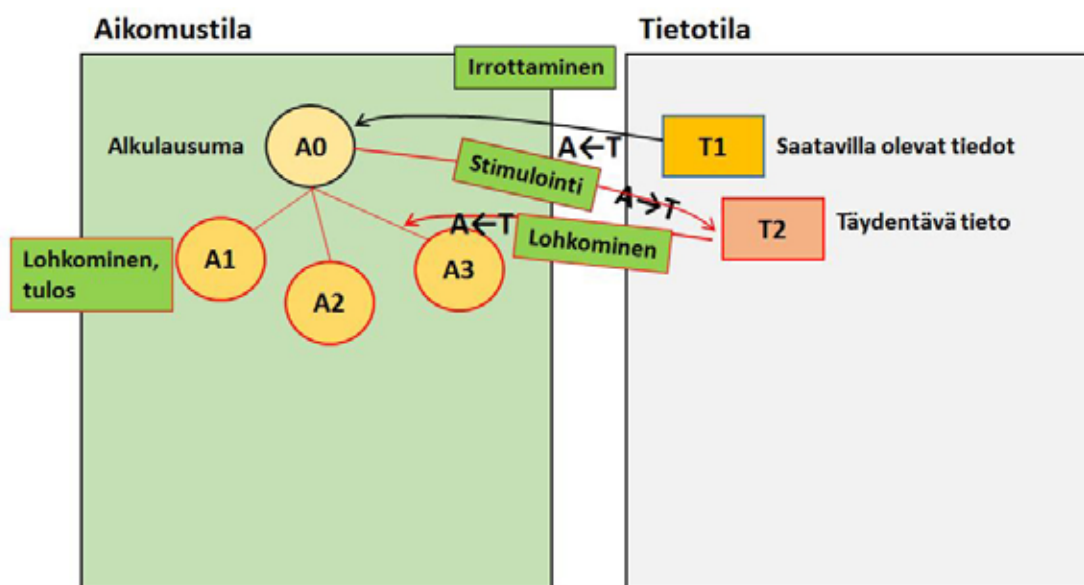 Aikomustila
Tietotila
Irrottaminen
Alkulausuma
A0
A←T
T1
Saatavilla olevat tiedot
Stimulointi
A→T
T2
Täydentävä tieto
A←T
Lohkominen
Lohkominen,
tulos
A1
A2
A3